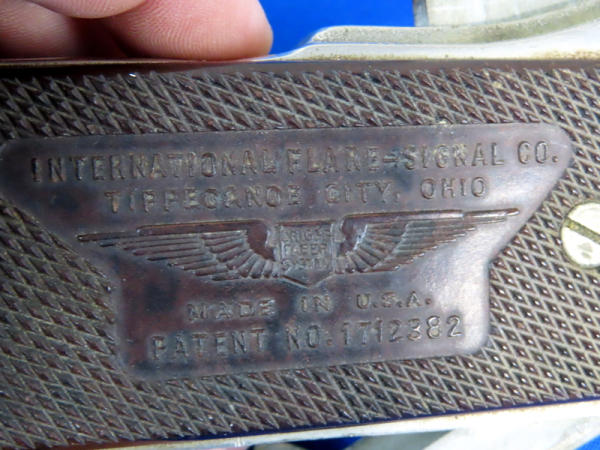 INTERNATIONAL FLARE-SIGNAL CO.
TIPPECANOE CITY, OHIO
MADE IN U.S.A.
PATENT NO. 1712382